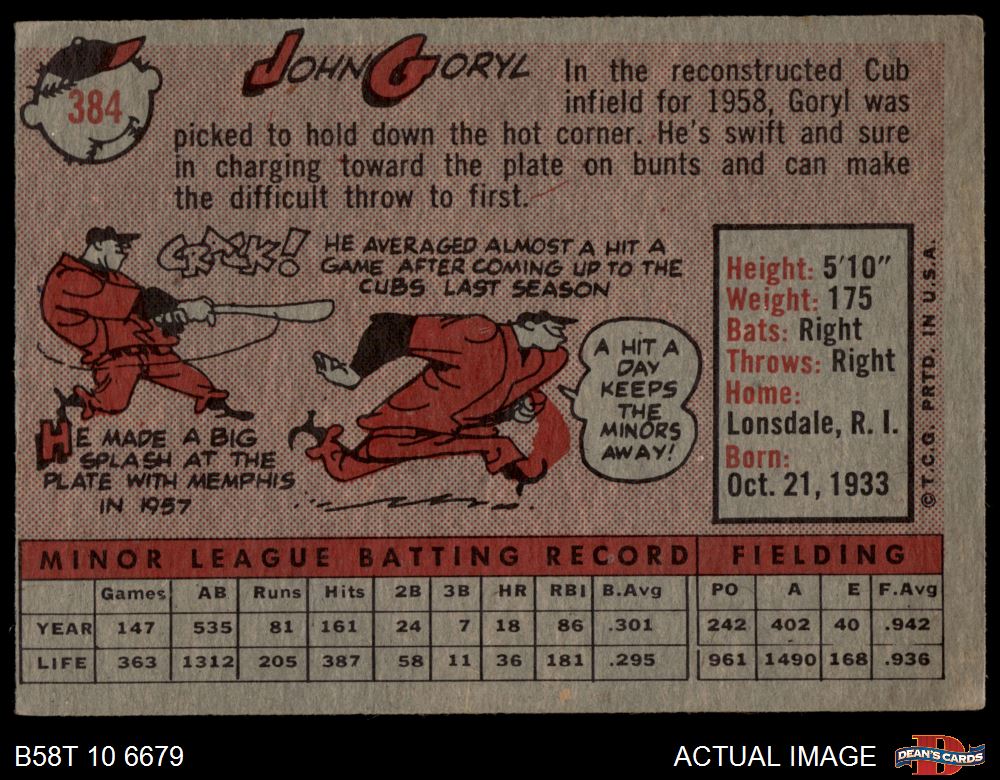 384
JOHN GORYL
In the reconstructed Cub
infield for 1958, Goryl was
picked to hold down the hot corner. He's swift and sure
in charging toward the plate on bunts and can make
the difficult throw to first.
CRACK!
HE AVERAGED ALMOST A HIT A
GAME AFTER COMING UP TO THE
CUBS LAST SEASON
A HIT A
DAY
KEEPS
THE
MINORS
AWAY!
HE MADE A BIG
SPLASH AT THE
PLATE WITH MEMPHIS
IN 1957
Height: 5'10"
Weight: 175
Bats: Right
Throws: Right
Home:
Lonsdale, R. I.
Born:
Oct. 21, 1933
© T.C.G. PRTD. IN U.S.A.
MINOR LEAGUE BATTING RECORD FIELDING
Games AB Runs Hits 2B 3B HR RBI B.Avg PO A E F.Avg
YEAR 147 535 81 161 24 7 18 86 .301 242 402 40 .942
LIFE 363 1312 205 387 58 11 36 181 .295 961 1490 168 .936
B58T 10 6679
ACTUAL IMAGE
DEAN'S CARDS